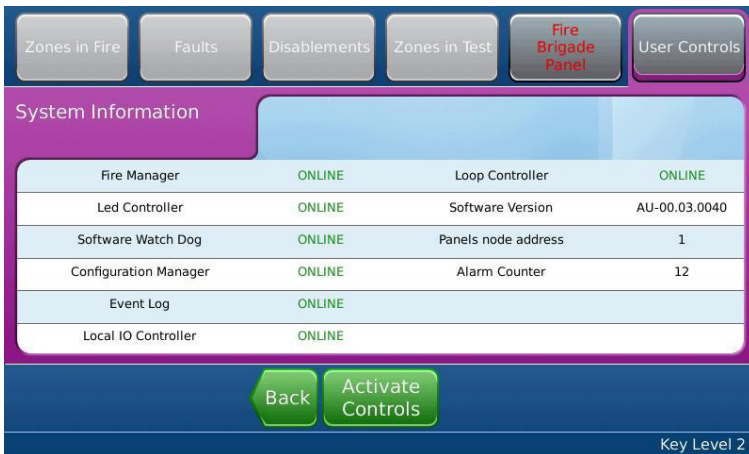 Zones in Fire Faults Disablements Zones in Test Fire Brigade Panel User Controls
System Information
Fire Manager ONLINE Loop Controller ONLINE
Led Controller ONLINE Software Version AU-00.03.0040
Software Watch Dog ONLINE Panels node address 1
Configuration Manager ONLINE Alarm Counter 12
Event Log ONLINE
Local IO Controller ONLINE
Back Activate Controls
Key Level 2